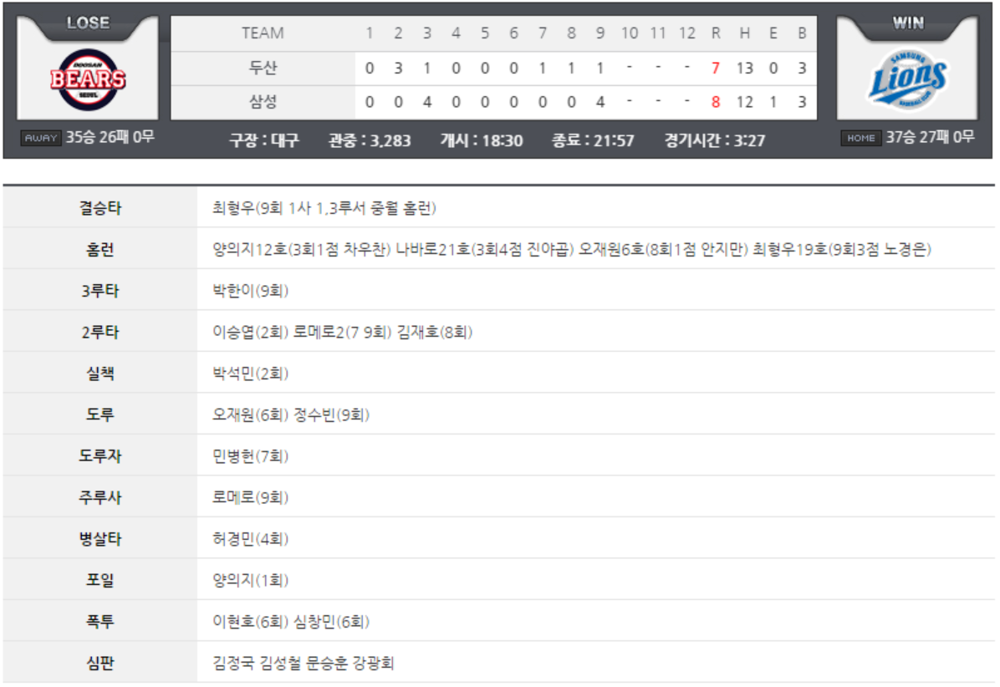 LOSE
WIN
TEAM 1 2 3 4 5 6 7 8 9 10 11 12 R H E B
DOOSAN
BEARS
SEOUL
두산 0 3 1 0 0 0 1 1 1 - - - 7 13 0 3
SAMSUNG
Lions
삼성 0 0 4 0 0 0 0 0 4 - - - 8 12 1 3
AWAY 35승 26패 0무
구장 : 대구 관중 : 3,283 개시 : 18:30 종료 : 21:57 경기시간 : 3:27
HOME 37승 27패 0무
결승타 최형우(9회 1사 1,3루서 중월 홈런)
홈런 양의지12호(3회1점 차우찬) 나바로21호(3회4점 진야곱) 오재원6호(8회1점 안지만) 최형우19호(9회3점 노경은)
3루타 박한이(9회)
2루타 이승엽(2회) 로메로2(7 9회) 김재호(8회)
실책 박석민(2회)
도루 오재원(6회) 정수빈(9회)
도루자 민병헌(7회)
주루사 로메로(9회)
병살타 허경민(4회)
포일 양의지(1회)
폭투 이현호(6회) 심창민(6회)
심판 김정국 김성철 문승훈 강광회